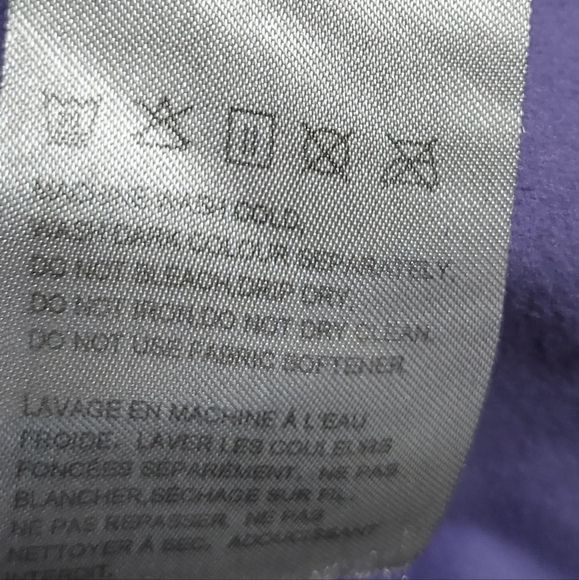 MACHINE WASH COLD,
WASH DARK COLOUR SEPARATELY.
DO NOT BLEACH,DRIP DRY.
DO NOT IRON,DO NOT DRY CLEAN.
DO NOT USE FABRIC SOFTENER.
LAVAGE EN MACHINE À L'EAU
FROIDE. LAVER LES COULEURS
FONCÉES SÉPARÉMENT. NE PAS
BLANCHER,SÉCHAGE SUR FIL.
NE PAS REPASSER. NE PAS
NETTOYER À SEC. ADOUCISSANT
INTERDIT.